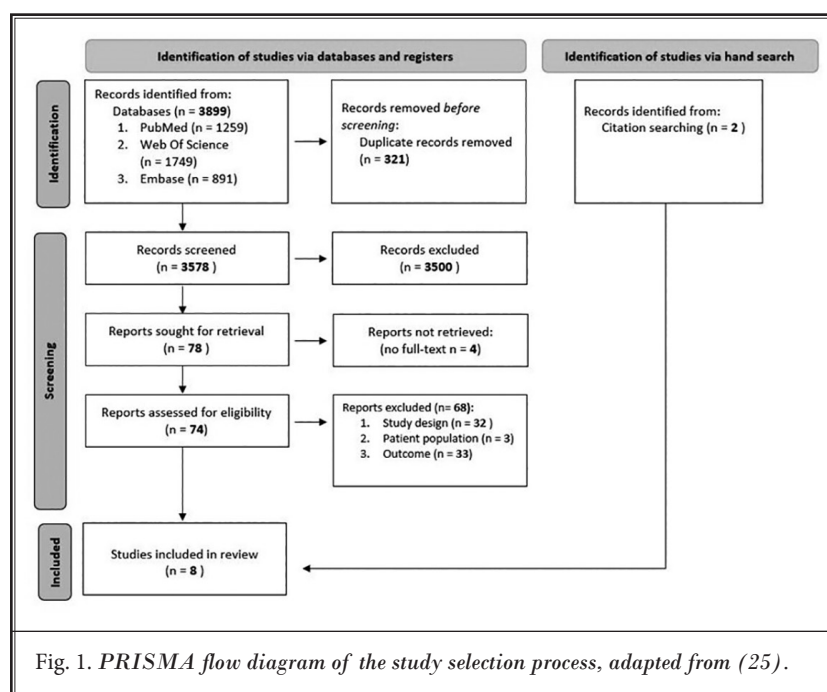 Identification of studies via databases and registers
Identification of studies via hand search
Identification
Records identified from:
Databases (n = 3899)
1. PubMed (n = 1259)
2. Web Of Science
(n = 1749)
3. Embase (n = 891)
Records removed before
screening:
Duplicate records removed
(n = 321)
Records identified from:
Citation searching (n = 2 )
Screening
Records screened
(n = 3578 )
Records excluded
(n = 3500)
Reports sought for retrieval
(n = 78 )
Reports not retrieved:
(no full-text n = 4)
Reports assessed for eligibility
(n = 74)
Reports excluded (n= 68):
1. Study design (n = 32 )
2. Patient population (n = 3)
3. Outcome (n = 33)
Included
Studies included in review
(n = 8 )
Fig. 1. PRISMA flow diagram of the study selection process, adapted from (25).